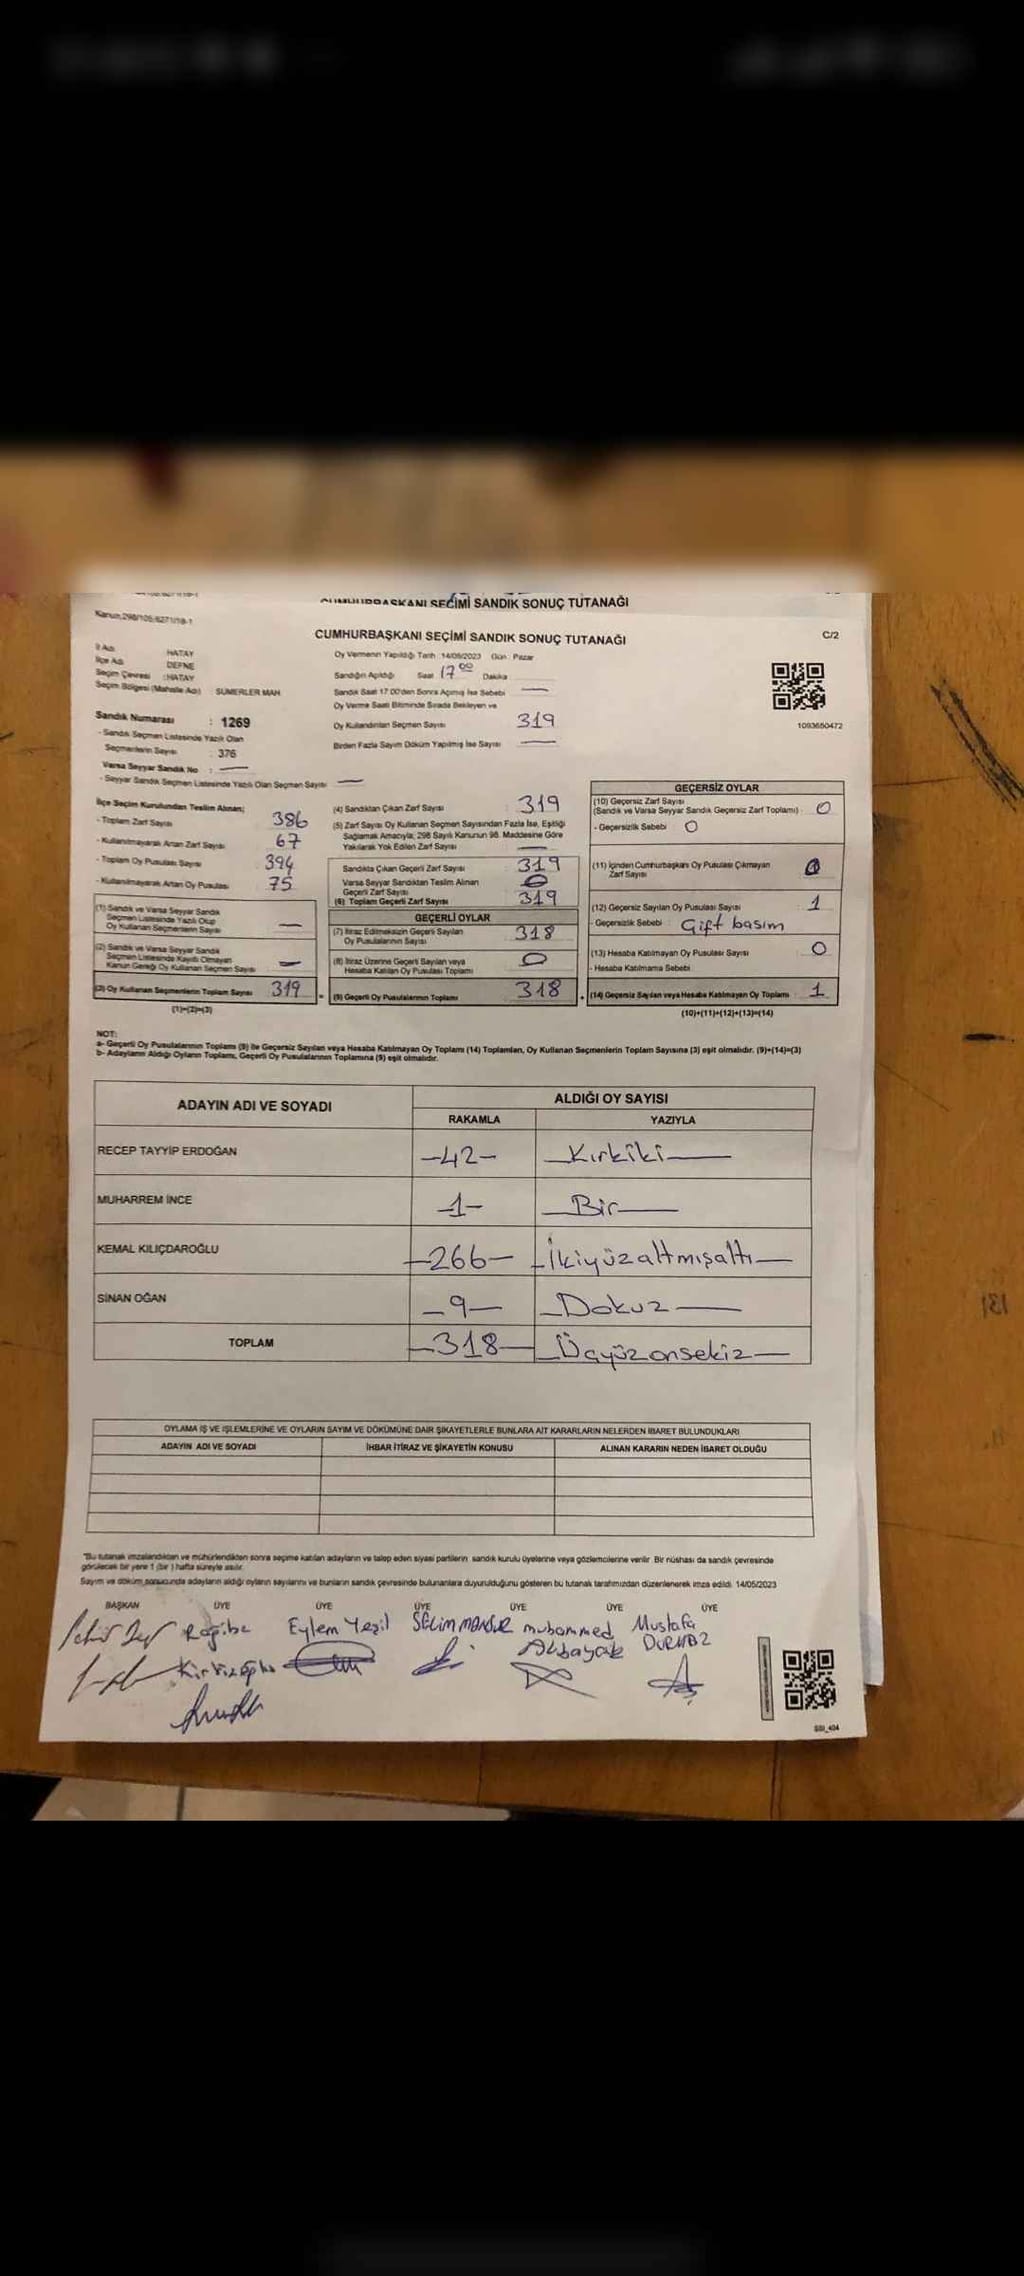 CUMHURBAŞKANI SEÇİMİ SANDIK SONUÇ TUTANAĞI
Kanun.298/105;6271/18-1
CUMHURBAŞKANI SEÇİMİ SANDIK SONUÇ TUTANAĞI
C/2
İl Adı : HATAY
İlçe Adı : DEFNE
Seçim Çevresi : HATAY
Seçim Bölgesi (Mahalle Adı) : SÜMERLER MAH
Sandık Numarası : 1269
- Sandık Seçmen Listesinde Yazılı Olan
Seçmenlerin Sayısı : 376
Varsa Seyyar Sandık No :
- Seyyar Sandık Seçmen Listesinde Yazılı Olan Seçmen Sayısı
Oy Vermenin Yapıldığı Tarih 14/05/2023 Gün : Pazar
Sandığın Açıldığı Saat 17 00 Dakika
Sandık Saat 17.00'den Sonra Açılmış İse Sebebi
Oy Verme Saati Bitiminde Sırada Bekleyen ve
Oy Kullandırılan Seçmen Sayısı 319
Birden Fazla Sayım Döküm Yapılmış İse Sayısı
1093650472
İlçe Seçim Kurulundan Teslim Alınan;
- Toplam Zarf Sayısı 386
- Kullanılmayarak Artan Zarf Sayısı 67
- Toplam Oy Pusulası Sayısı 394
- Kullanılmayarak Artan Oy Pusulası 75
(1) Sandık ve Varsa Seyyar Sandık
Seçmen Listesinde Yazılı Olup
Oy Kullanan Seçmenlerin Sayısı
(2) Sandık ve Varsa Seyyar Sandık
Seçmen Listesinde Kayıtlı Olmayan
Kanun Gereği Oy Kullanan Seçmen Sayısı
(3) Oy Kullanan Seçmenlerin Toplam Sayısı 319
(1)+(2)=(3)
(4) Sandıktan Çıkan Zarf Sayısı 319
(5) Zarf Sayısı Oy Kullanan Seçmen Sayısından Fazla İse, Eşitliği
Sağlamak Amacıyla, 298 Sayılı Kanunun 98. Maddesine Göre
Yakılarak Yok Edilen Zarf Sayısı
Sandıkta Çıkan Geçerli Zarf Sayısı 319
Varsa Seyyar Sandıktan Teslim Alınan
Geçerli Zarf Sayısı 0
(6) Toplam Geçerli Zarf Sayısı 319
GEÇERLİ OYLAR
(7) İtiraz Edilmeksizin Geçerli Sayılan
Oy Pusulalarının Sayısı 318
(8) İtiraz Üzerine Geçerli Sayılan veya
Hesaba Katılan Oy Pusulası Toplamı 0
(9) Geçerli Oy Pusulalarının Toplamı 318
GEÇERSİZ OYLAR
(10) Geçersiz Zarf Sayısı
(Sandık ve Varsa Seyyar Sandık Geçersiz Zarf Toplamı) : 0
- Geçersizlik Sebebi : 0
(11) İçinden Cumhurbaşkanı Oy Pusulası Çıkmayan
Zarf Sayısı
(12) Geçersiz Sayılan Oy Pusulası Sayısı 1
- Geçersizlik Sebebi : Çift basım
(13) Hesaba Katılmayan Oy Pusulası Sayısı 0
- Hesaba Katılmama Sebebi
(14) Geçersiz Sayılan veya Hesaba Katılmayan Oy Toplamı : 1
(10)+(11)+(12)+(13)=(14)
NOT:
a- Geçerli Oy Pusulalarının Toplamı (9) ile Geçersiz Sayılan veya Hesaba Katılmayan Oy Toplamı (14) Toplamları, Oy Kullanan Seçmenlerin Toplam Sayısına (3) eşit olmalıdır. (9)+(14)=(3)
b- Adayların Aldığı Oyların Toplamı, Geçerli Oy Pusulalarının Toplamına (9) eşit olmalıdır.
ADAYIN ADI VE SOYADI ALDIĞI OY SAYISI
RAKAMLA YAZIYLA
RECEP TAYYİP ERDOĞAN -42- Kırkiki
MUHARREM İNCE -1- Bir
KEMAL KILIÇDAROĞLU -266- İkiyüzaltmışaltı
SİNAN OĞAN -9- Dokuz
TOPLAM -318- Üçyüzonsekiz
OYLAMA İŞ VE İŞLEMLERİNE VE OYLARIN SAYIM VE DÖKÜMÜNE DAİR ŞİKAYETLERLE BUNLARA AİT KARARLARIN NELERDEN İBARET BULUNDUKLARI
ADAYIN ADI VE SOYADI İHBAR İTİRAZ VE ŞİKAYETİN KONUSU ALINAN KARARIN NEDEN İBARET OLDUĞU
"Bu tutanak imzalandıktan ve mühürlendikten sonra seçime katılan adayların ve talep eden siyasi partilerin sandık kurulu üyelerine veya gözlemcilerine verilir. Bir nüshası da sandık çevresinde
görülecek bir yere 1 (bir ) hafta süreyle asılır.
Sayım ve döküm sonucunda adayların aldığı oyların sayılarını ve bunların sandık çevresinde bulunanlara duyurulduğunu gösteren bu tutanak tarafımızdan düzenlenerek imza edildi. 14/05/2023
BAŞKAN ÜYE ÜYE ÜYE ÜYE ÜYE ÜYE
Ragibe Eylem Yeşil SELİM MANSUR muhammed Mustafa
Akbayak DURMAZ
SSI_404